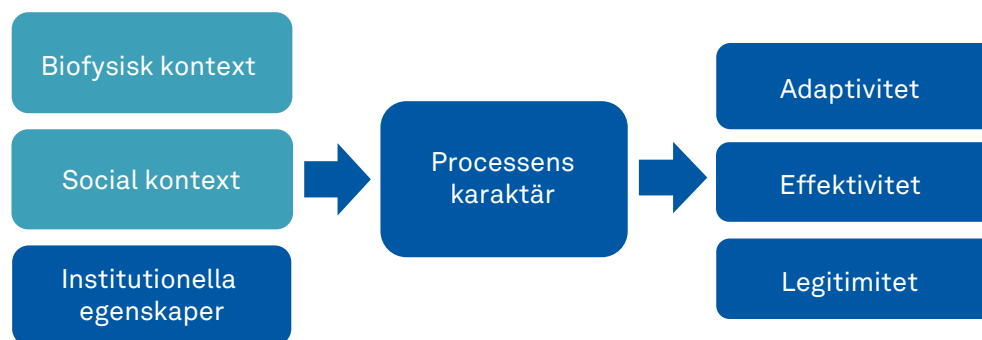 Biofysisk kontext
Social kontext
Institutionella
egenskaper
Processens
karaktär
Adaptivitet
Effektivitet
Legitimitet